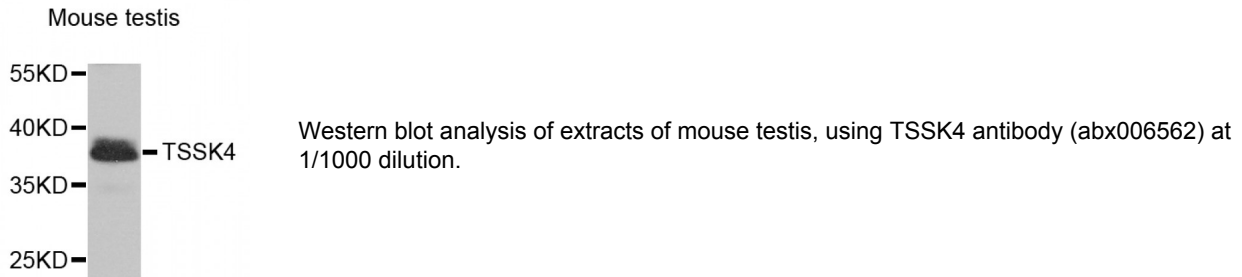 Mouse testis
55KD
40KD
TSSK4
35KD
25KD
Western blot analysis of extracts of mouse testis, using TSSK4 antibody (abx006562) at
1/1000 dilution.